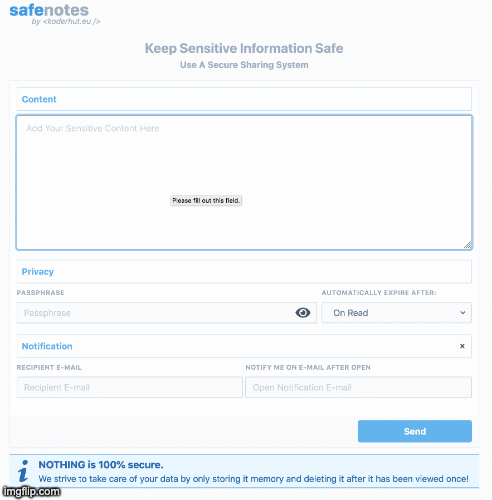 safenotes
by <koderhut.eu />
Keep Sensitive Information Safe
Use A Secure Sharing System
Content
Add Your Sensitive Content Here
Please fill out this field.
Privacy
PASSPHRASE
AUTOMATICALLY EXPIRE AFTER:
Passphrase
On Read
Notification
×
RECIPIENT E-MAIL
NOTIFY ME ON E-MAIL AFTER OPEN
Recipient E-mail
Open Notification E-mail
Send
i
NOTHING is 100% secure.
We strive to take care of your data by only storing it memory and deleting it after it has been viewed once!
imgflip.com